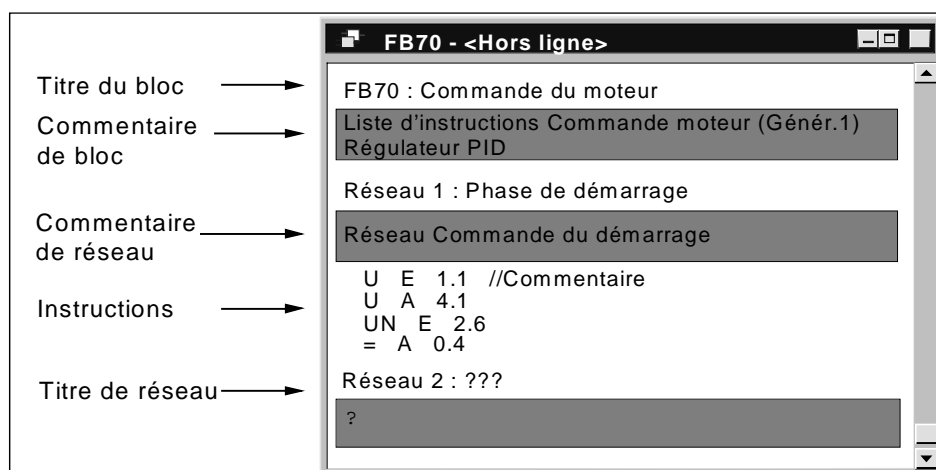 FB70 - <Hors ligne>
Titre du bloc
FB70 : Commande du moteur
Commentaire
de bloc
Liste d'instructions Commande moteur (Génér.1)
Régulateur PID
Réseau 1 : Phase de démarrage
Commentaire
de réseau
Réseau Commande du démarrage
Instructions
U E 1.1 //Commentaire
U A 4.1
UN E 2.6
= A 0.4
Titre de réseau
Réseau 2 : ???
?